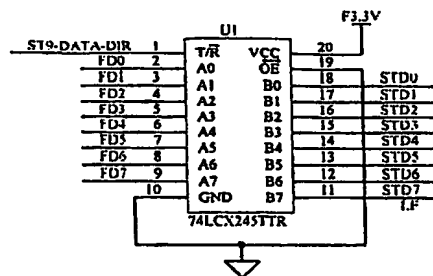 U1
F3.3V
ST9-DATA-DIR 1 T/R VCC 20
FD0 2 A0 OE 19
FD1 3 A1 B0 18 STD0
FD2 4 A2 B1 17 STD1
FD3 5 A3 B2 16 STD2
FD4 6 A4 B3 15 STD3
FD5 7 A5 B4 14 STD4
FD6 8 A6 B5 13 STD5
FD7 9 A7 B6 12 STD6
10 GND B7 11 STD7
74LCX245TTR